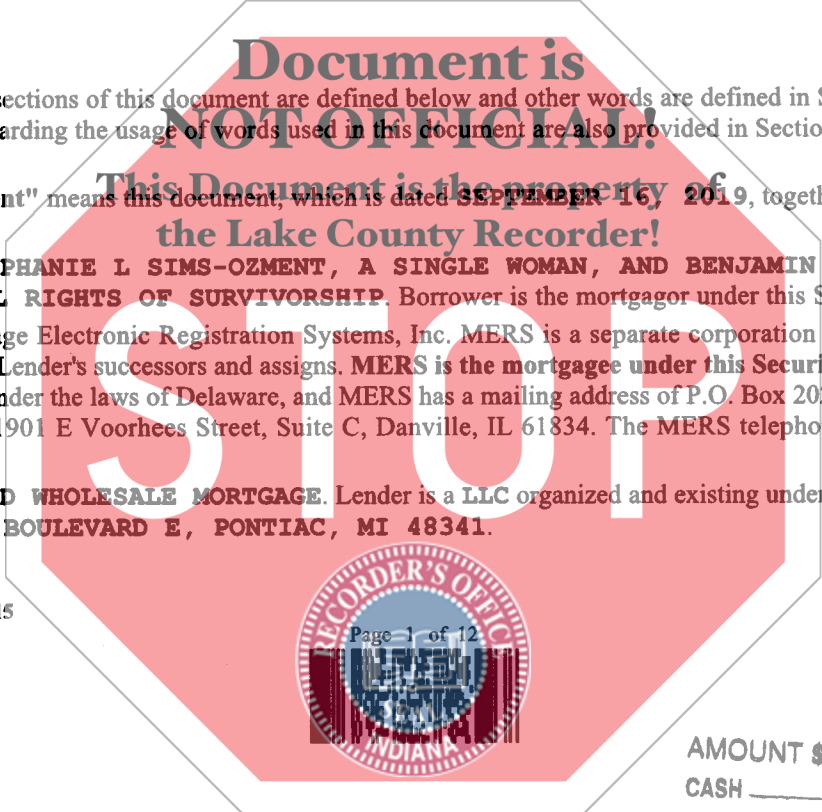 Document is
ections of this document are defined below and other words are defined in S
NOT OFFICIAL!
arding the usage of words used in this document are also provided in Sectio
This Document is the property of
nt" means this document, which is dated SEPTEMBER 16, 2019, togeth
the Lake County Recorder!
PHANIE L SIMS-OZMENT, A SINGLE WOMAN, AND BENJAMIN
L RIGHTS OF SURVIVORSHIP. Borrower is the mortgagor under this S
ge Electronic Registration Systems, Inc. MERS is a separate corporation
Lender's successors and assigns. MERS is the mortgagee under this Securi
nder the laws of Delaware, and MERS has a mailing address of P.O. Box 202
1901 E Voorhees Street, Suite C, Danville, IL 61834. The MERS telepho
STOP
D WHOLESALE MORTGAGE. Lender is a LLC organized and existing under
BOULEVARD E, PONTIAC, MI 48341.
RECORDER'S OFFICE
15
Page 1 of 12
SEAL
INDIANA
AMOUNT $
CASH